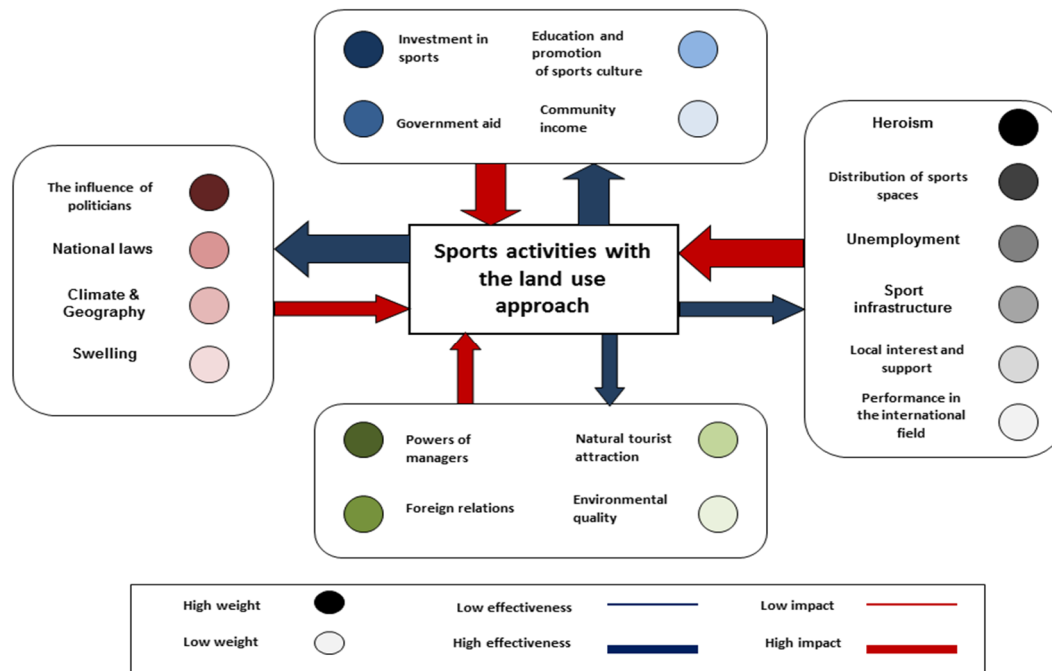 Investment in
sports
Education and
promotion
of sports culture
Government aid
Community
income
The influence of
politicians
National laws
Climate &
Geography
Swelling
Sports activities with
the land use
approach
Heroism
Distribution of sports
spaces
Unemployment
Sport
infrastructure
Local interest and
support
Performance in
the international
field
Powers of
managers
Natural tourist
attraction
Foreign relations
Environmental
quality
High weight
Low effectiveness
Low impact
Low weight
High effectiveness
High impact